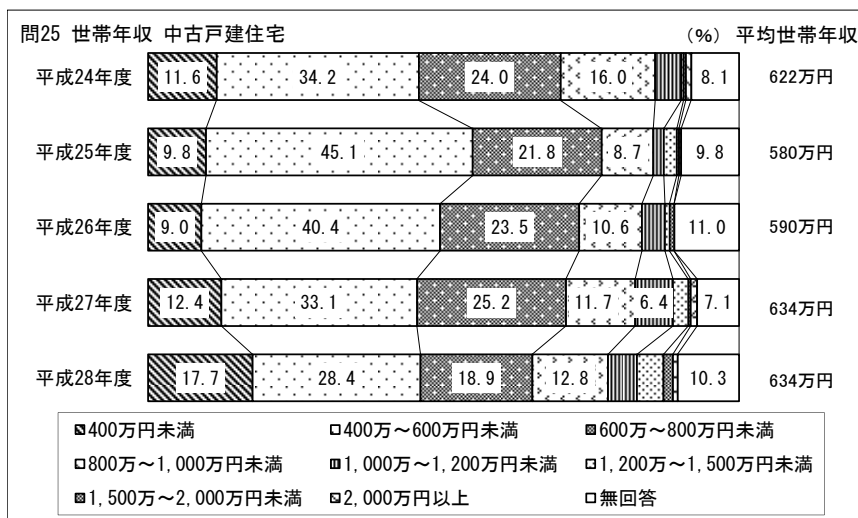 問25 世帯年収 中古戸建住宅 (%) 平均世帯年収
平成24年度 11.6 34.2 24.0 16.0 8.1 622万円
平成25年度 9.8 45.1 21.8 8.7 9.8 580万円
平成26年度 9.0 40.4 23.5 10.6 11.0 590万円
平成27年度 12.4 33.1 25.2 11.7 6.4 7.1 634万円
平成28年度 17.7 28.4 18.9 12.8 10.3 634万円
400万円未満 400万～600万円未満 600万～800万円未満
800万～1,000万円未満 1,000万～1,200万円未満 1,200万～1,500万円未満
1,500万～2,000万円未満 2,000万円以上 無回答